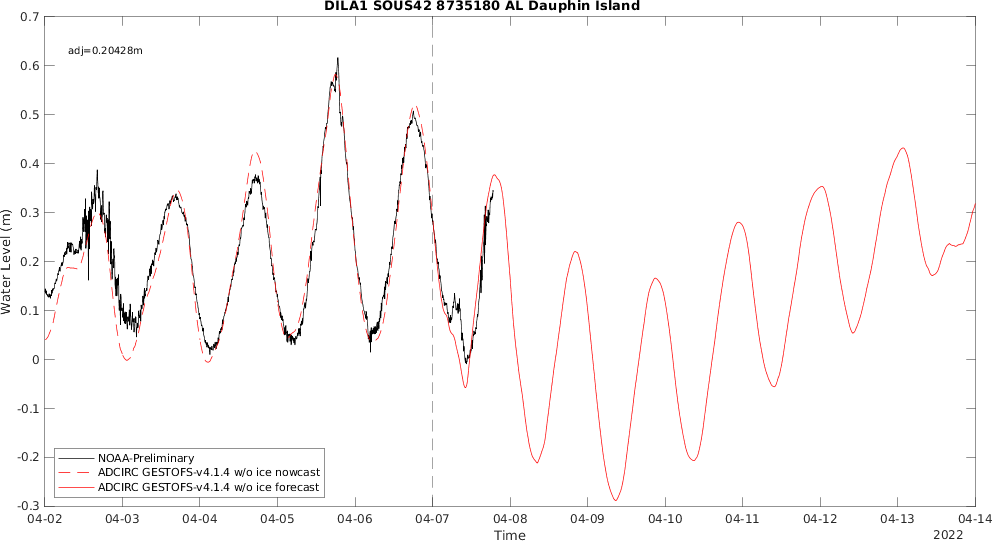 DILA1 SOUS42 8735180 AL Dauphin Island
adj=0.20428m
Water Level (m)
0.7
0.6
0.5
0.4
0.3
0.2
0.1
0
-0.1
-0.2
-0.3
NOAA-Preliminary
ADCIRC GESTOFS-v4.1.4 w/o ice nowcast
ADCIRC GESTOFS-v4.1.4 w/o ice forecast
04-02 04-03 04-04 04-05 04-06 04-07 04-08 04-09 04-10 04-11 04-12 04-13 04-14
Time
2022